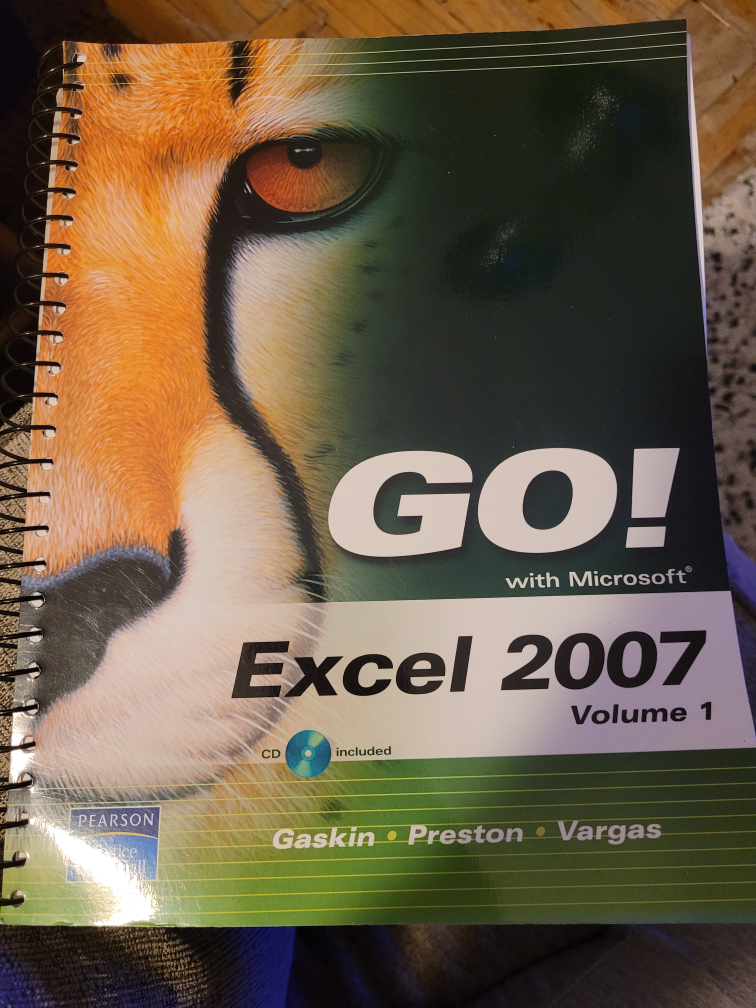 GO!
with Microsoft®
Excel 2007
Volume 1
CD included
PEARSON
Gaskin • Preston • Vargas